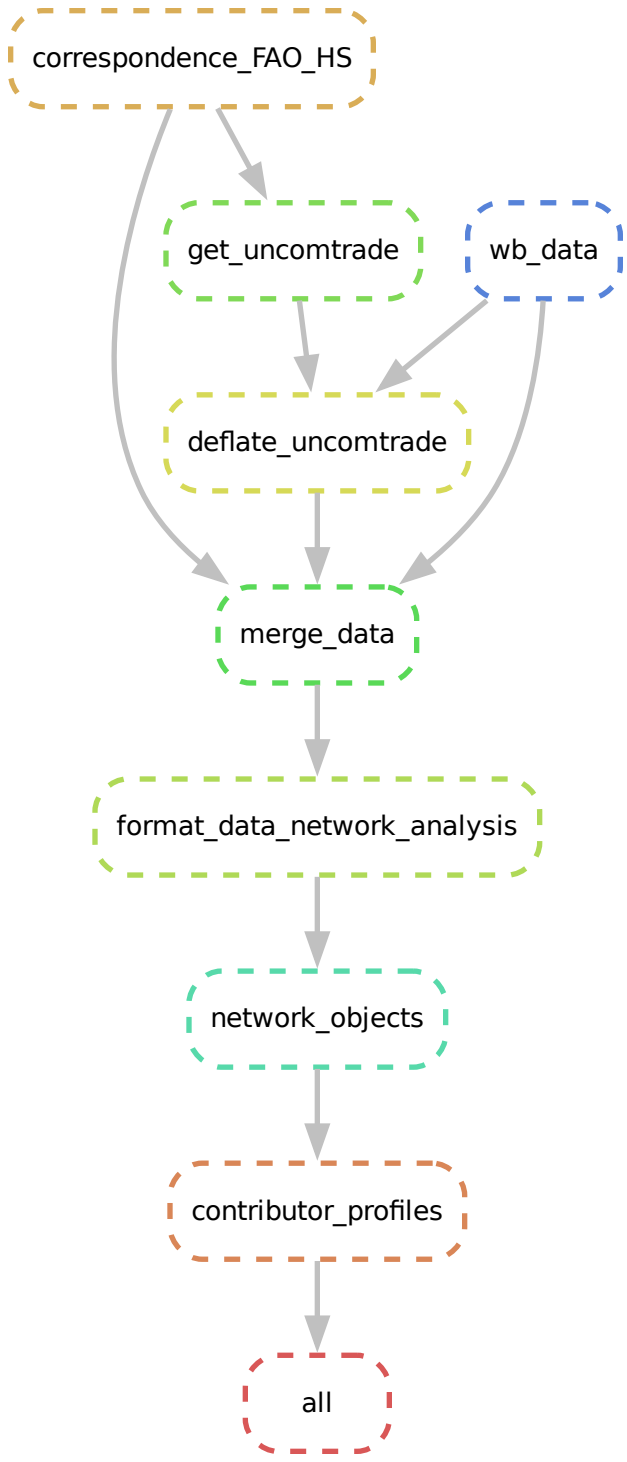 correspondence_FAO_HS
get_uncomtrade
wb_data
deflate_uncomtrade
merge_data
format_data_network_analysis
network_objects
contributor_profiles
all